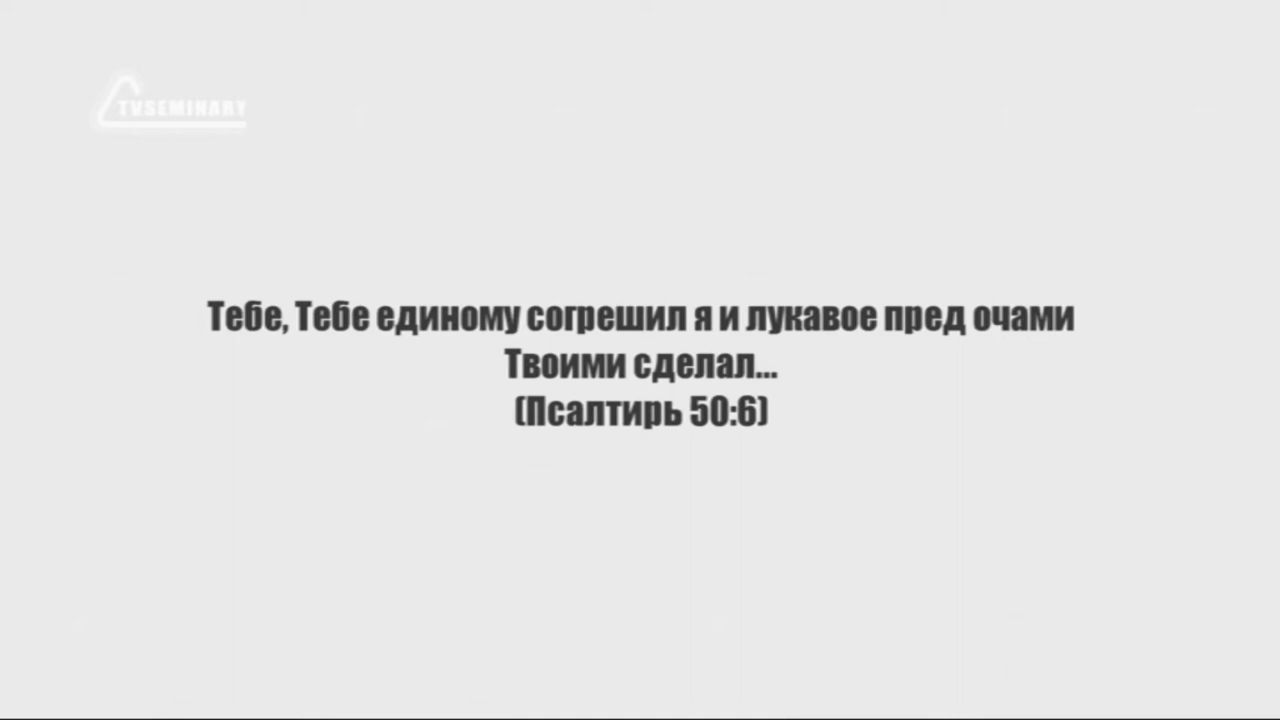 TVSEMINARY
Тебе, Тебе единому согрешил я и лукавое пред очами
Твоими сделал...
(Псалтирь 50:6)